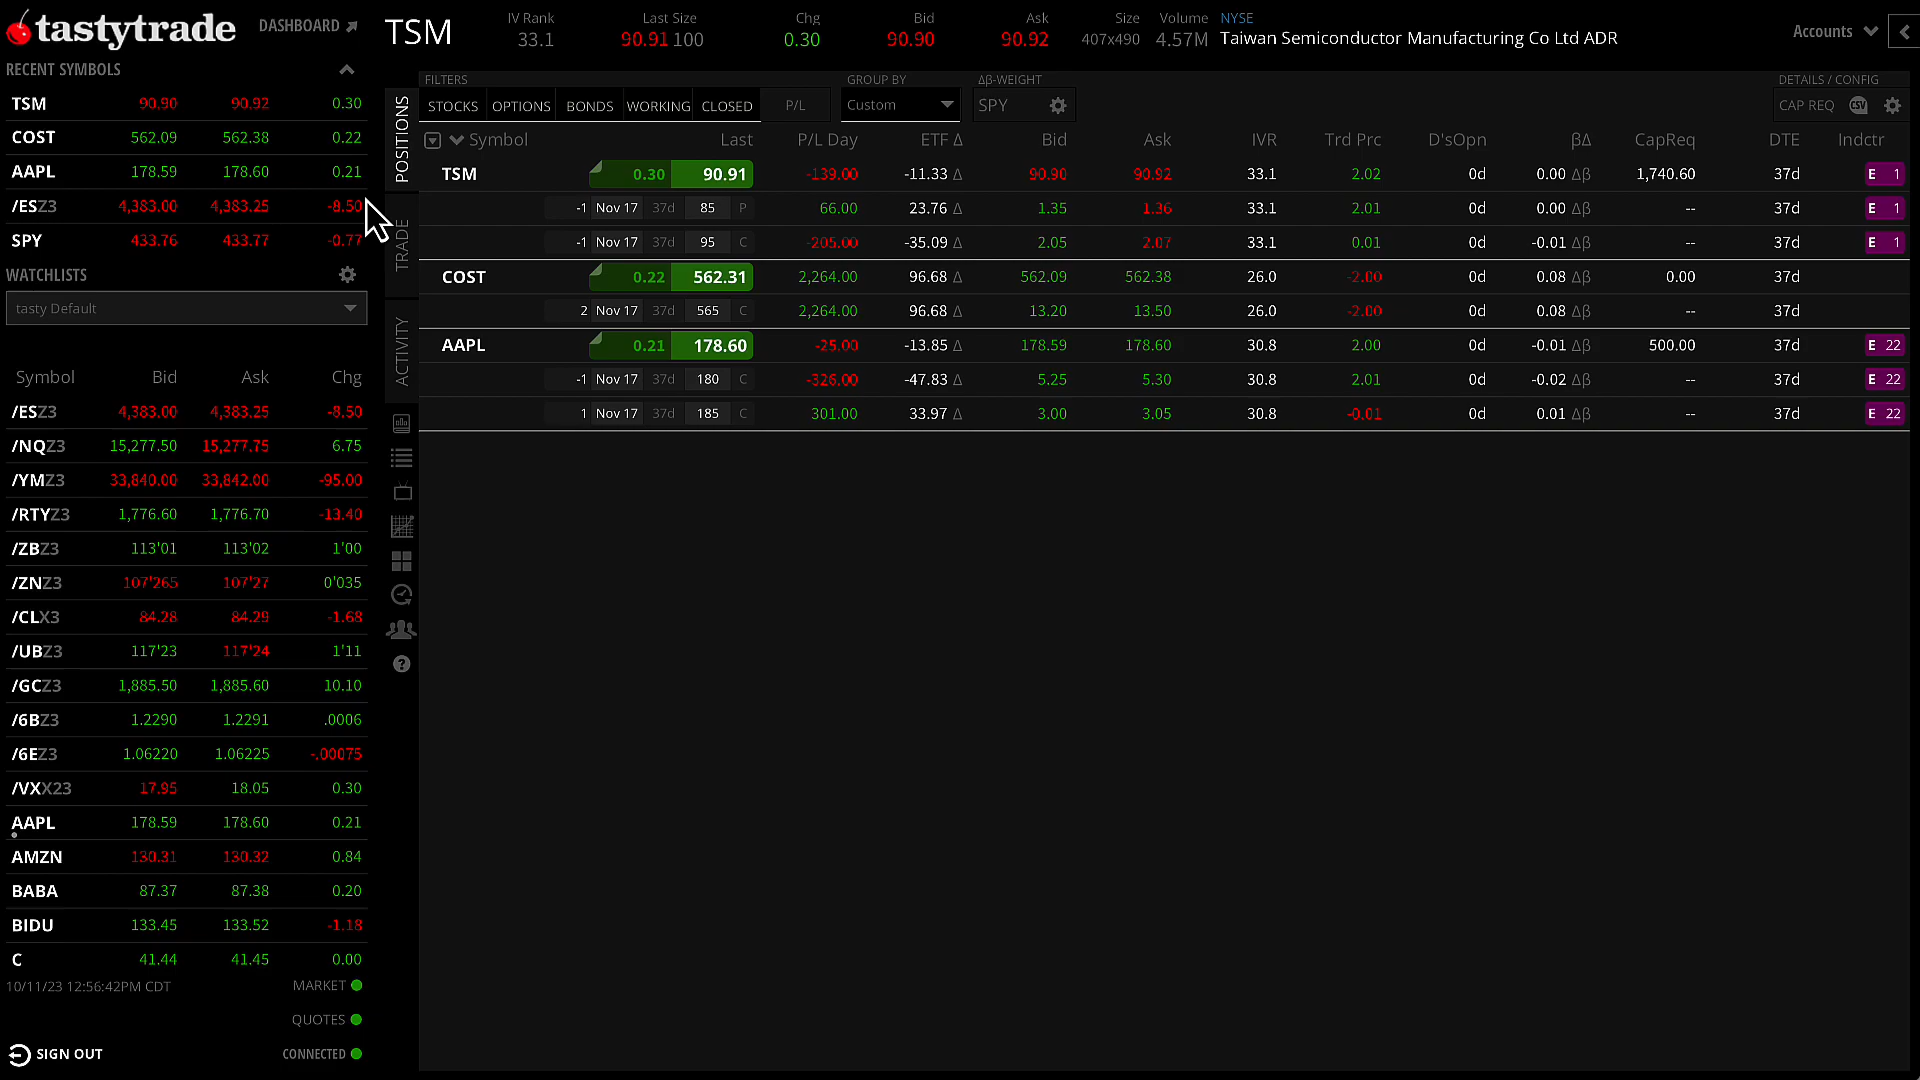 tastytrade DASHBOARD
TSM
IV Rank Last Size Chg Bid Ask Size Volume NYSE
33.1 90.91 100 0.30 90.90 90.92 407x490 4.57M Taiwan Semiconductor Manufacturing Co Ltd ADR
Accounts
RECENT SYMBOLS
TSM 90.90 90.92 0.30
COST 562.09 562.38 0.22
AAPL 178.59 178.60 0.21
/ESZ3 4,383.00 4,383.25 -8.50
SPY 433.76 433.77 -0.77
WATCHLISTS
tasty Default
Symbol Bid Ask Chg
/ESZ3 4,383.00 4,383.25 -8.50
/NQZ3 15,277.50 15,277.75 6.75
/YMZ3 33,840.00 33,842.00 -95.00
/RTYZ3 1,776.60 1,776.70 -13.40
/ZBZ3 113'01 113'02 1'00
/ZNZ3 107'265 107'27 0'035
/CLX3 84.28 84.29 -1.68
/UBZ3 117'23 117'24 1'11
/GCZ3 1,885.50 1,885.60 10.10
/6BZ3 1.2290 1.2291 .0006
/6EZ3 1.06220 1.06225 -.00075
/VXX23 17.95 18.05 0.30
AAPL 178.59 178.60 0.21
AMZN 130.31 130.32 0.84
BABA 87.37 87.38 0.20
BIDU 133.45 133.52 -1.18
C 41.44 41.45 0.00
10/11/23 12:56:42PM CDT MARKET
QUOTES
SIGN OUT CONNECTED
POSITIONS
TRADE
ACTIVITY
FILTERS GROUP BY Δβ-WEIGHT DETAILS / CONFIG
STOCKS OPTIONS BONDS WORKING CLOSED P/L Custom SPY CAP REQ CSV
Symbol Last P/L Day ETF Δ Bid Ask IVR Trd Prc D'sOpn βΔ CapReq DTE Indctr
TSM 0.30 90.91 -139.00 -11.33 Δ 90.90 90.92 33.1 2.02 0d 0.00 Δβ 1,740.60 37d E 1
-1 Nov 17 37d 85 P 66.00 23.76 Δ 1.35 1.36 33.1 2.01 0d 0.00 Δβ -- 37d E 1
-1 Nov 17 37d 95 C -205.00 -35.09 Δ 2.05 2.07 33.1 0.01 0d -0.01 Δβ -- 37d E 1
COST 0.22 562.31 2,264.00 96.68 Δ 562.09 562.38 26.0 -2.00 0d 0.08 Δβ 0.00 37d
2 Nov 17 37d 565 C 2,264.00 96.68 Δ 13.20 13.50 26.0 -2.00 0d 0.08 Δβ -- 37d
AAPL 0.21 178.60 -25.00 -13.85 Δ 178.59 178.60 30.8 2.00 0d -0.01 Δβ 500.00 37d E 22
-1 Nov 17 37d 180 C -326.00 -47.83 Δ 5.25 5.30 30.8 2.01 0d -0.02 Δβ -- 37d E 22
1 Nov 17 37d 185 C 301.00 33.97 Δ 3.00 3.05 30.8 -0.01 0d 0.01 Δβ -- 37d E 22